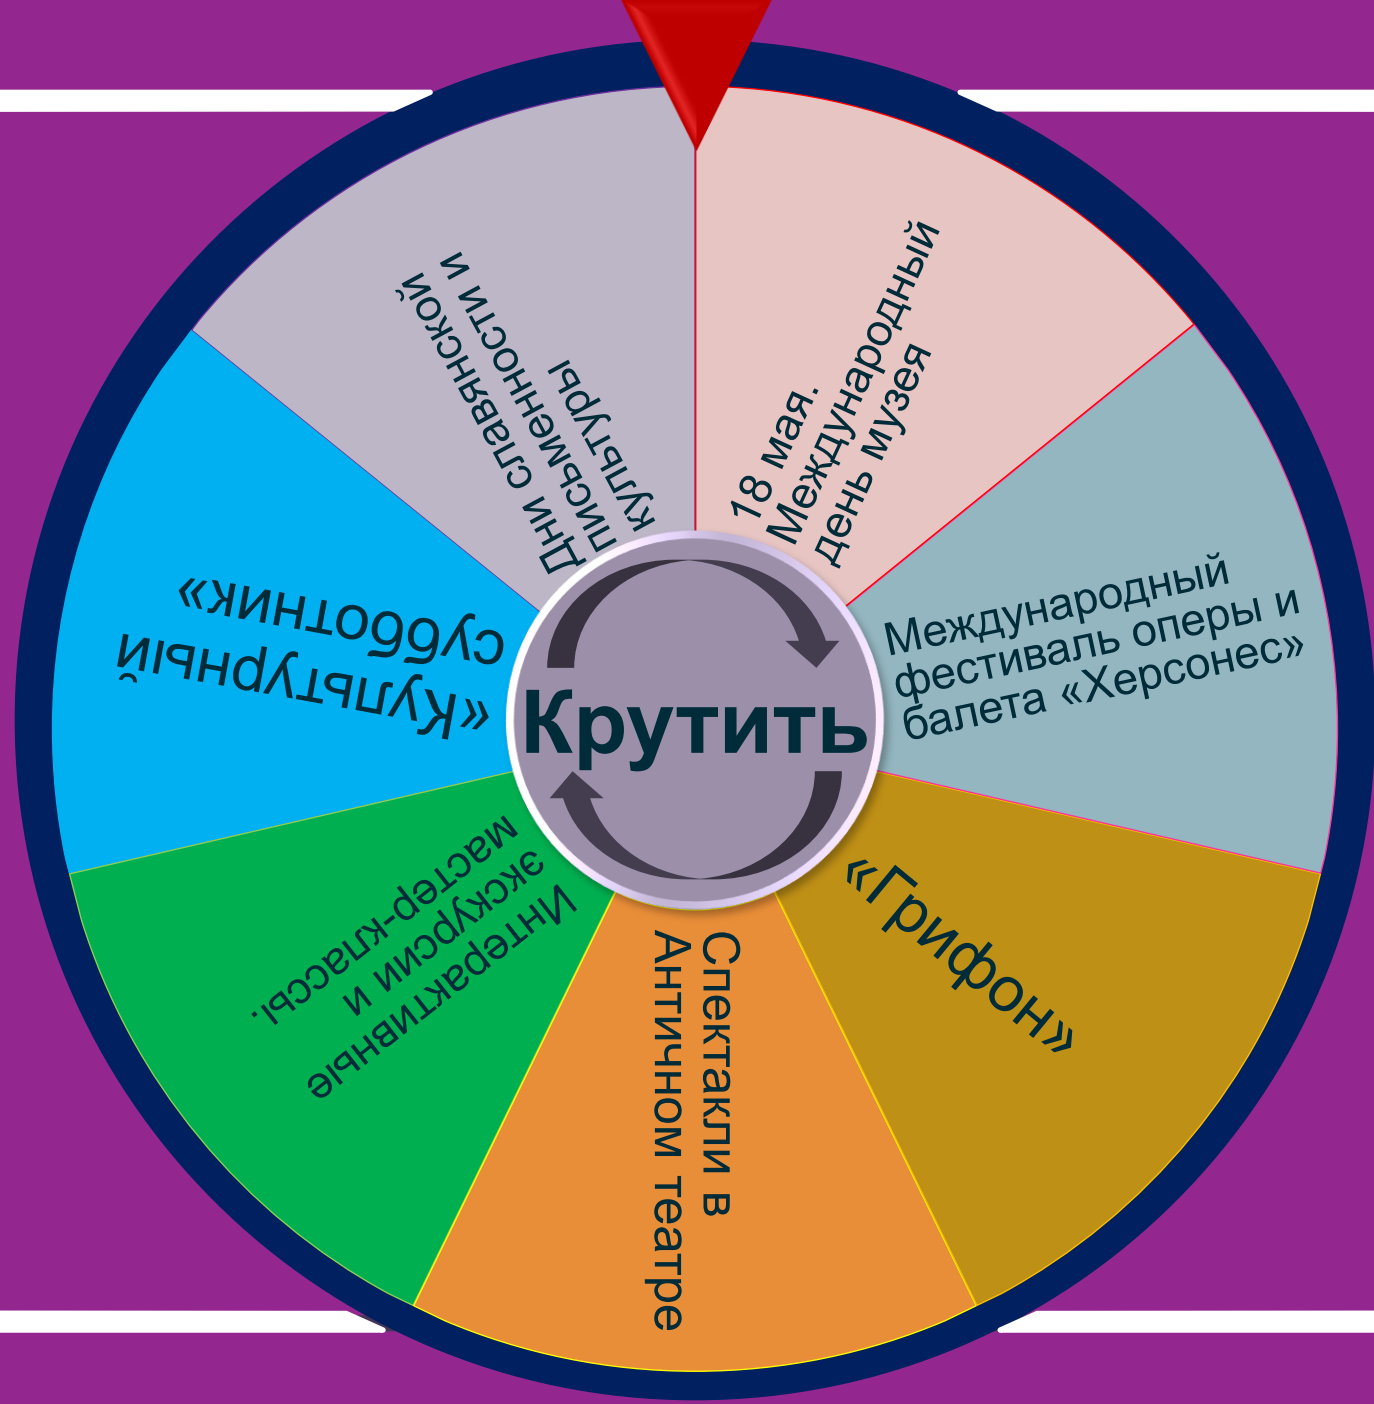 18 мая.
Международный
день музея
Международный
фестиваль оперы и
балета «Херсонес»
«Грифон»
Спектакли в
Античном театре
Интерактивные
экскурсии и
мастер-классы.
«Культурный
субботник»
Дни славянской
письменности и
культуры
Крутить